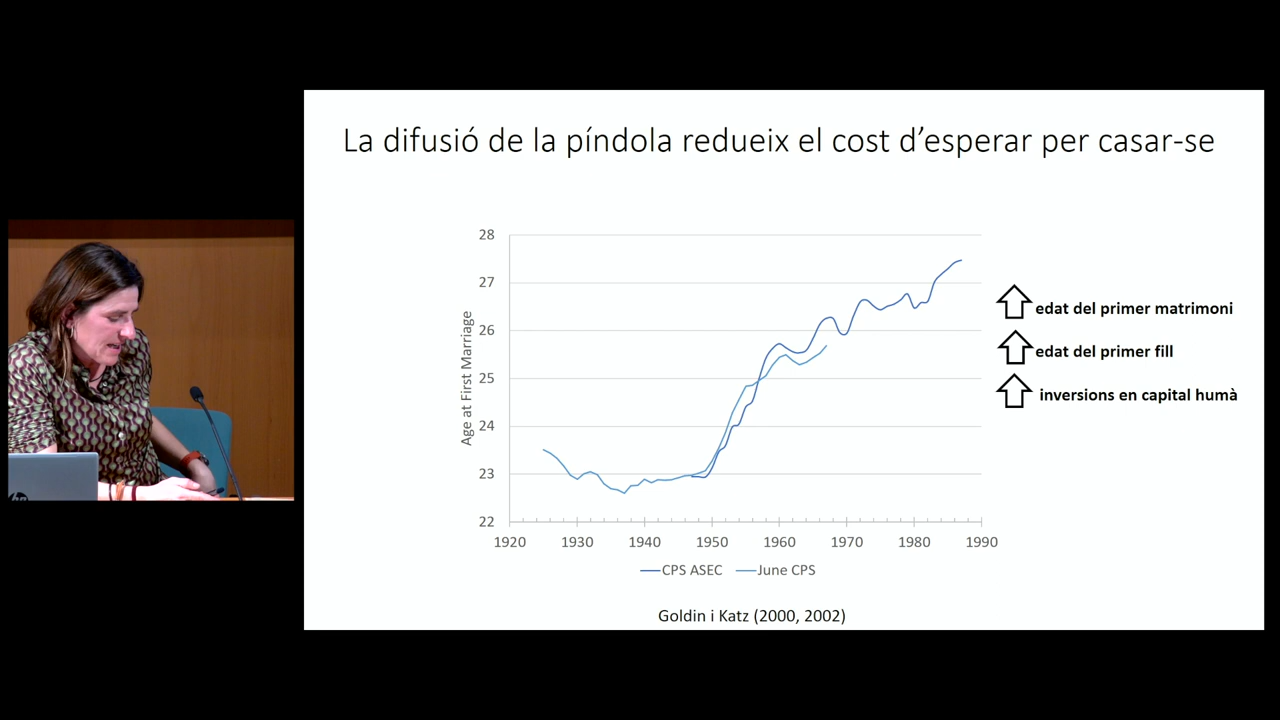 La difusió de la píndola redueix el cost d’esperar per casar-se
28
27
26
25
24
23
22
Age at First Marriage
1920 1930 1940 1950 1960 1970 1980 1990
CPS ASEC June CPS
edat del primer matrimoni
edat del primer fill
inversions en capital humà
Goldin i Katz (2000, 2002)
hp